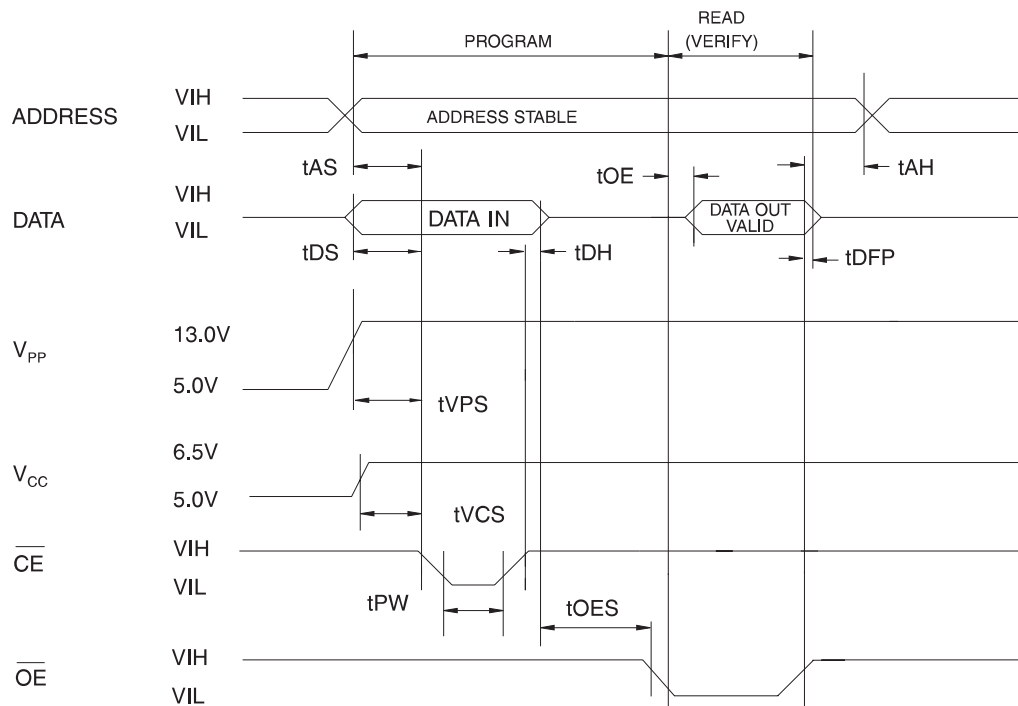 READ
PROGRAM (VERIFY)
ADDRESS VIH
VIL
ADDRESS STABLE
tAS tOE tAH
DATA VIH
VIL
DATA IN
DATA OUT
VALID
tDS tDH tDFP
VPP 13.0V
5.0V
tVPS
VCC 6.5V
5.0V
tVCS
CE VIH
VIL
tPW tOES
OE VIH
VIL